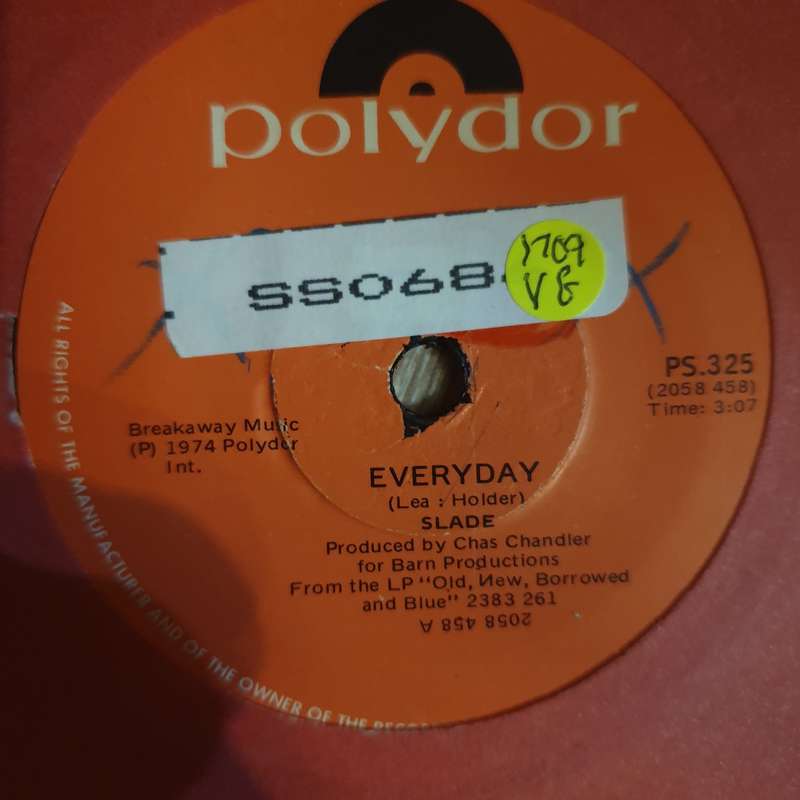 polydor
SS068
1709
VG
PS.325
(2058 458)
Time: 3:07
Breakaway Music
(P) 1974 Polydor
Int.
EVERYDAY
(Lea : Holder)
SLADE
Produced by Chas Chandler
for Barn Productions
From the LP "Old, New, Borrowed
and Blue" 2383 261
2058 458 A
ALL RIGHTS OF THE MANUFACTURER AND OF THE OWNER OF THE